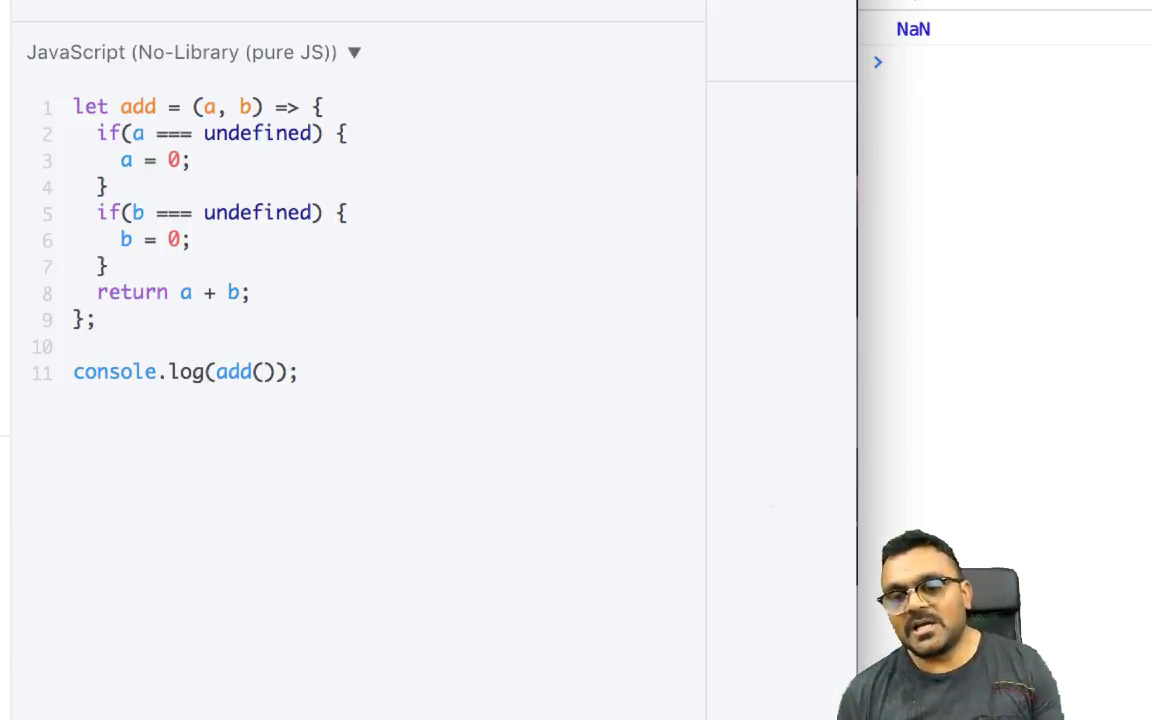 JavaScript (No-Library (pure JS)) ▼
1 let add = (a, b) => {
2 if(a === undefined) {
3 a = 0;
4 }
5 if(b === undefined) {
6 b = 0;
7 }
8 return a + b;
9 };
10
11 console.log(add());
NaN
>